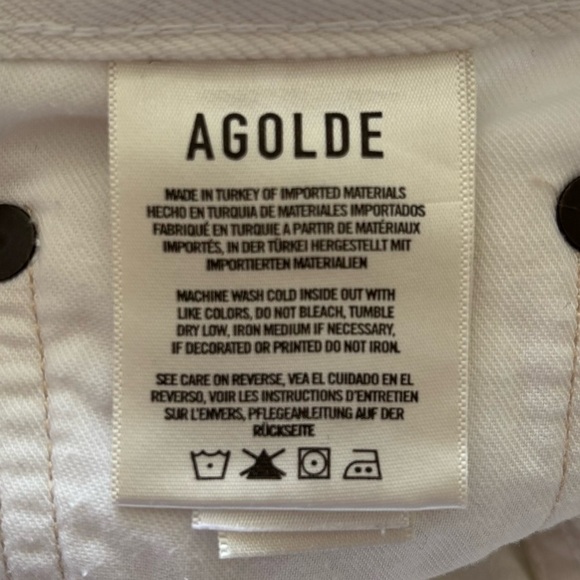 AGOLDE
MADE IN TURKEY OF IMPORTED MATERIALS
HECHO EN TURQUIA DE MATERIALES IMPORTADOS
FABRIQUÉ EN TURQUIE A PARTIR DE MATÉRIAUX
IMPORTÉS, IN DER TÜRKEI HERGESTELLT MIT
IMPORTIERTEN MATERIALIEN
MACHINE WASH COLD INSIDE OUT WITH
LIKE COLORS, DO NOT BLEACH, TUMBLE
DRY LOW, IRON MEDIUM IF NECESSARY,
IF DECORATED OR PRINTED DO NOT IRON.
SEE CARE ON REVERSE, VEA EL CUIDADO EN EL
REVERSO, VOIR LES INSTRUCTIONS D'ENTRETIEN
SUR L'ENVERS, PFLEGEANLEITUNG AUF DER
RÜCKSEITE